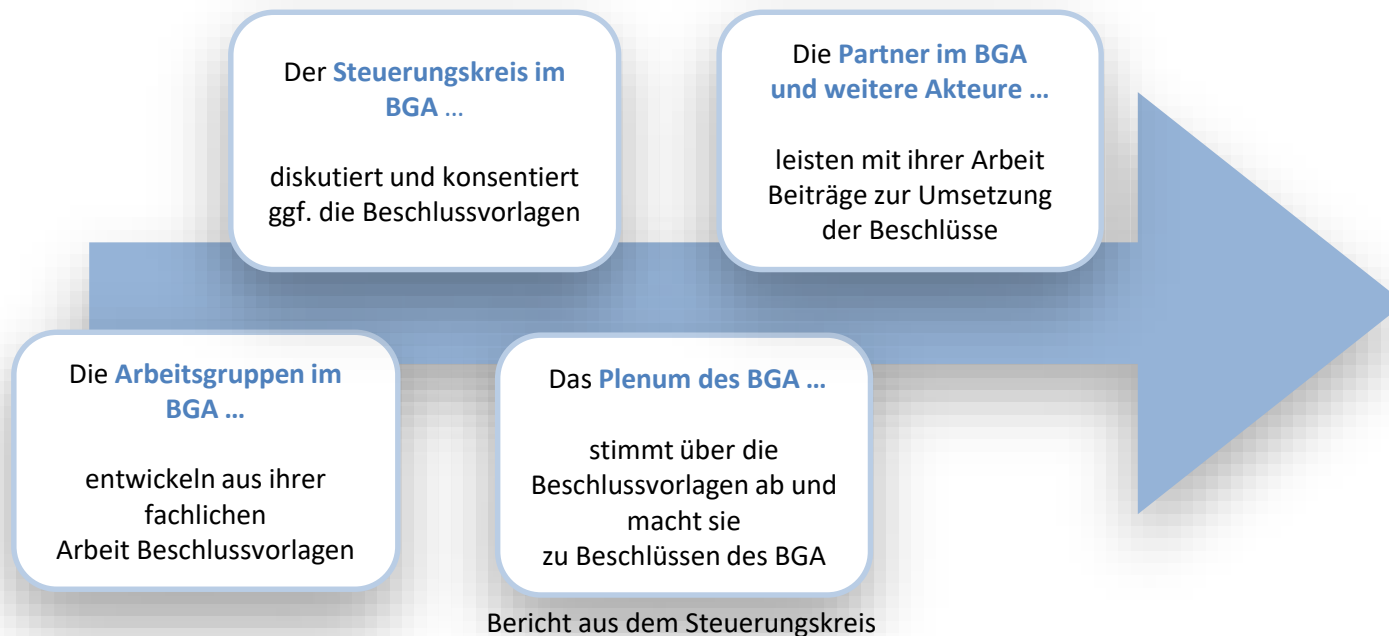 Der Steuerungskreis im
BGA ...
diskutiert und konsentiert
ggf. die Beschlussvorlagen
Die Partner im BGA
und weitere Akteure ...
leisten mit ihrer Arbeit
Beiträge zur Umsetzung
der Beschlüsse
Die Arbeitsgruppen im
BGA ...
entwickeln aus ihrer
fachlichen
Arbeit Beschlussvorlagen
Das Plenum des BGA ...
stimmt über die
Beschlussvorlagen ab und
macht sie
zu Beschlüssen des BGA
Bericht aus dem Steuerungskreis